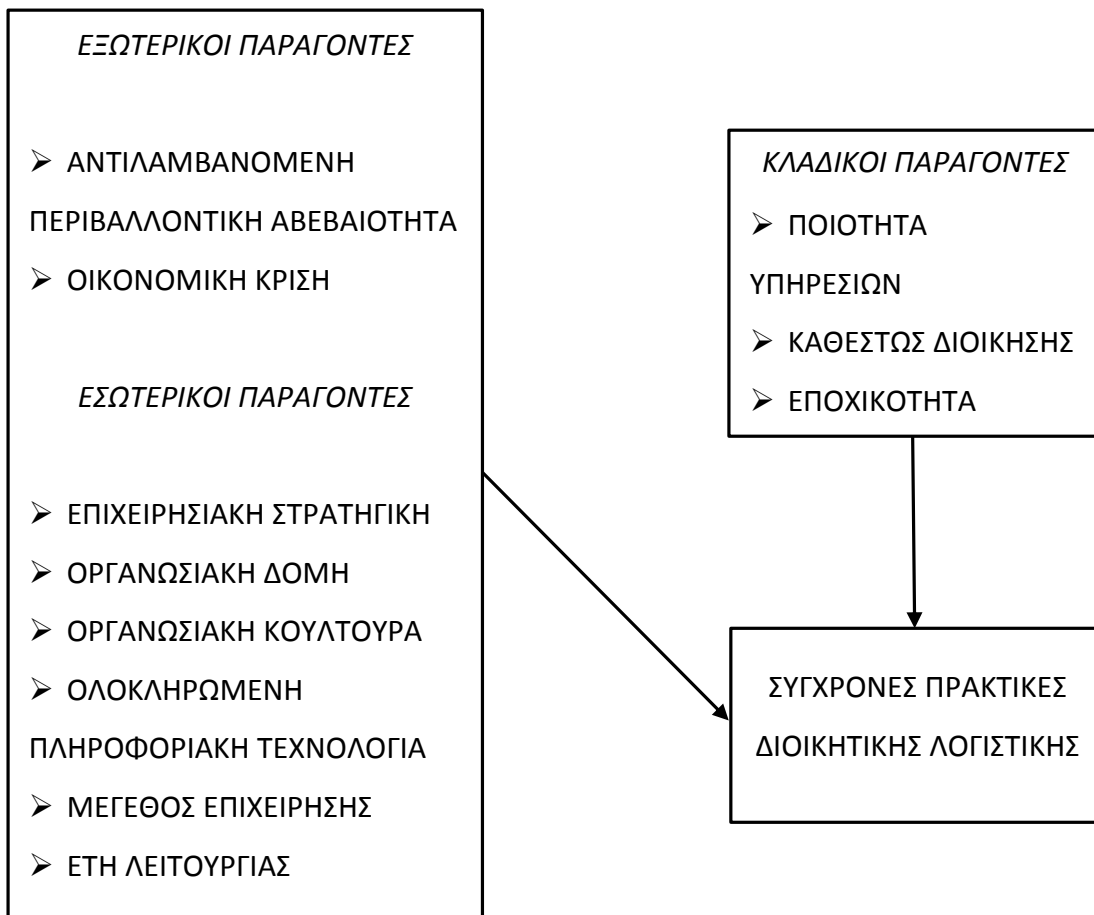 ΕΞΩΤΕΡΙΚΟΙ ΠΑΡΑΓΟΝΤΕΣ
➢ ΑΝΤΙΛΑΜΒΑΝΟΜΕΝΗ
ΠΕΡΙΒΑΛΛΟΝΤΙΚΗ ΑΒΕΒΑΙΟΤΗΤΑ
➢ ΟΙΚΟΝΟΜΙΚΗ ΚΡΙΣΗ
ΕΣΩΤΕΡΙΚΟΙ ΠΑΡΑΓΟΝΤΕΣ
➢ ΕΠΙΧΕΙΡΗΣΙΑΚΗ ΣΤΡΑΤΗΓΙΚΗ
➢ ΟΡΓΑΝΩΣΙΑΚΗ ΔΟΜΗ
➢ ΟΡΓΑΝΩΣΙΑΚΗ ΚΟΥΛΤΟΥΡΑ
➢ ΟΛΟΚΛΗΡΩΜΕΝΗ
ΠΛΗΡΟΦΟΡΙΑΚΗ ΤΕΧΝΟΛΟΓΙΑ
➢ ΜΕΓΕΘΟΣ ΕΠΙΧΕΙΡΗΣΗΣ
➢ ΕΤΗ ΛΕΙΤΟΥΡΓΙΑΣ
ΚΛΑΔΙΚΟΙ ΠΑΡΑΓΟΝΤΕΣ
➢ ΠΟΙΟΤΗΤΑ
ΥΠΗΡΕΣΙΩΝ
➢ ΚΑΘΕΣΤΩΣ ΔΙΟΙΚΗΣΗΣ
➢ ΕΠΟΧΙΚΟΤΗΤΑ
ΣΥΓΧΡΟΝΕΣ ΠΡΑΚΤΙΚΕΣ
ΔΙΟΙΚΗΤΙΚΗΣ ΛΟΓΙΣΤΙΚΗΣ